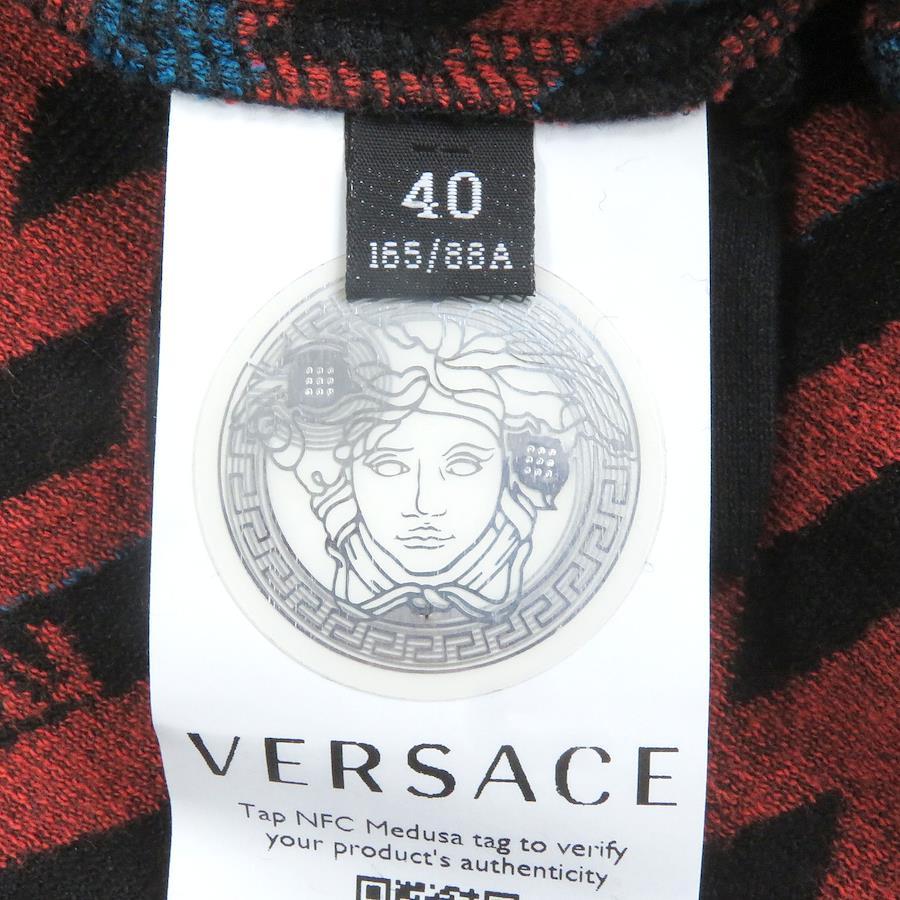 40
165/88A
VERSACE
Tap NFC Medusa tag to verify
your product's authenticity